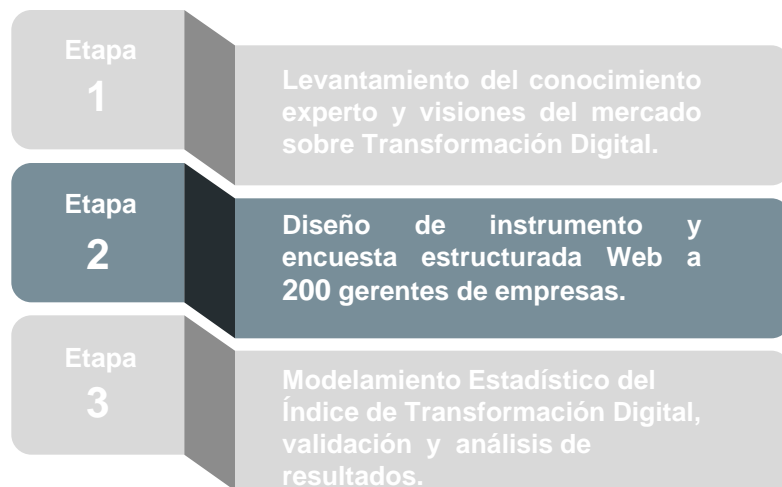 Etapa
1
Levantamiento del conocimiento
experto y visiones del mercado
sobre Transformación Digital.
Etapa
2
Diseño de instrumento y
encuesta estructurada Web a
200 gerentes de empresas.
Etapa
3
Modelamiento Estadístico del
Índice de Transformación Digital,
validación y análisis de
resultados.